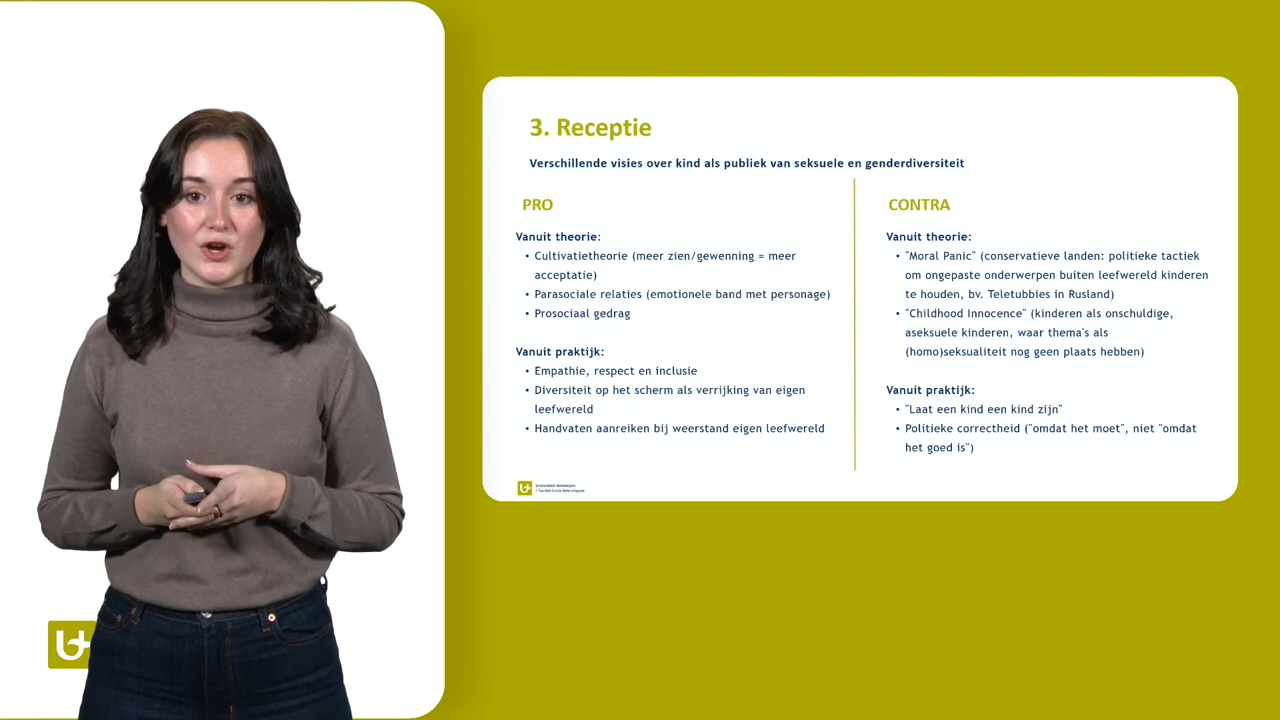 3. Receptie
Verschillende visies over kind als publiek van seksuele en genderdiversiteit
PRO
Vanuit theorie:
• Cultivatietheorie (meer zien/gewenning = meer
acceptatie)
• Parasociale relaties (emotionele band met personage)
• Prosociaal gedrag
Vanuit praktijk:
• Empathie, respect en inclusie
• Diversiteit op het scherm als verrijking van eigen
leefwereld
• Handvaten aanreiken bij weerstand eigen leefwereld
CONTRA
Vanuit theorie:
• "Moral Panic" (conservatieve landen: politieke tactiek
om ongepaste onderwerpen buiten leefwereld kinderen
te houden, bv. Teletubbies in Rusland)
• "Childhood Innocence" (kinderen als onschuldige,
aseksuele kinderen, waar thema's als
(homo)seksualiteit nog geen plaats hebben)
Vanuit praktijk:
• "Laat een kind een kind zijn"
• Politieke correctheid ("omdat het moet", niet "omdat
het goed is")
Universiteit Antwerpen